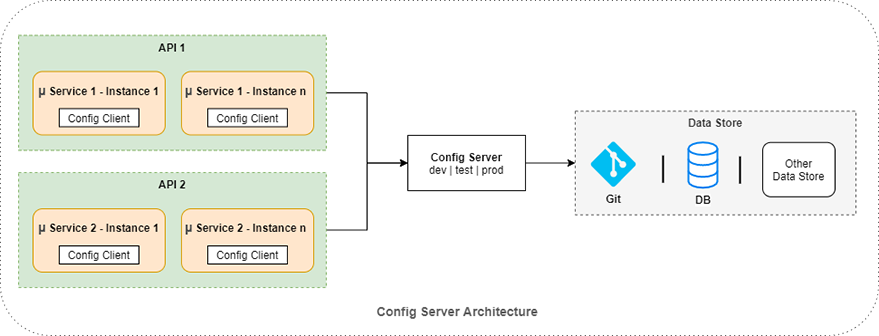 API 1
μ Service 1 - Instance 1
Config Client
μ Service 1 - Instance n
Config Client
API 2
μ Service 2 - Instance 1
Config Client
μ Service 2 - Instance n
Config Client
Config Server
dev | test | prod
Data Store
Git
DB
Other
Data Store
Config Server Architecture